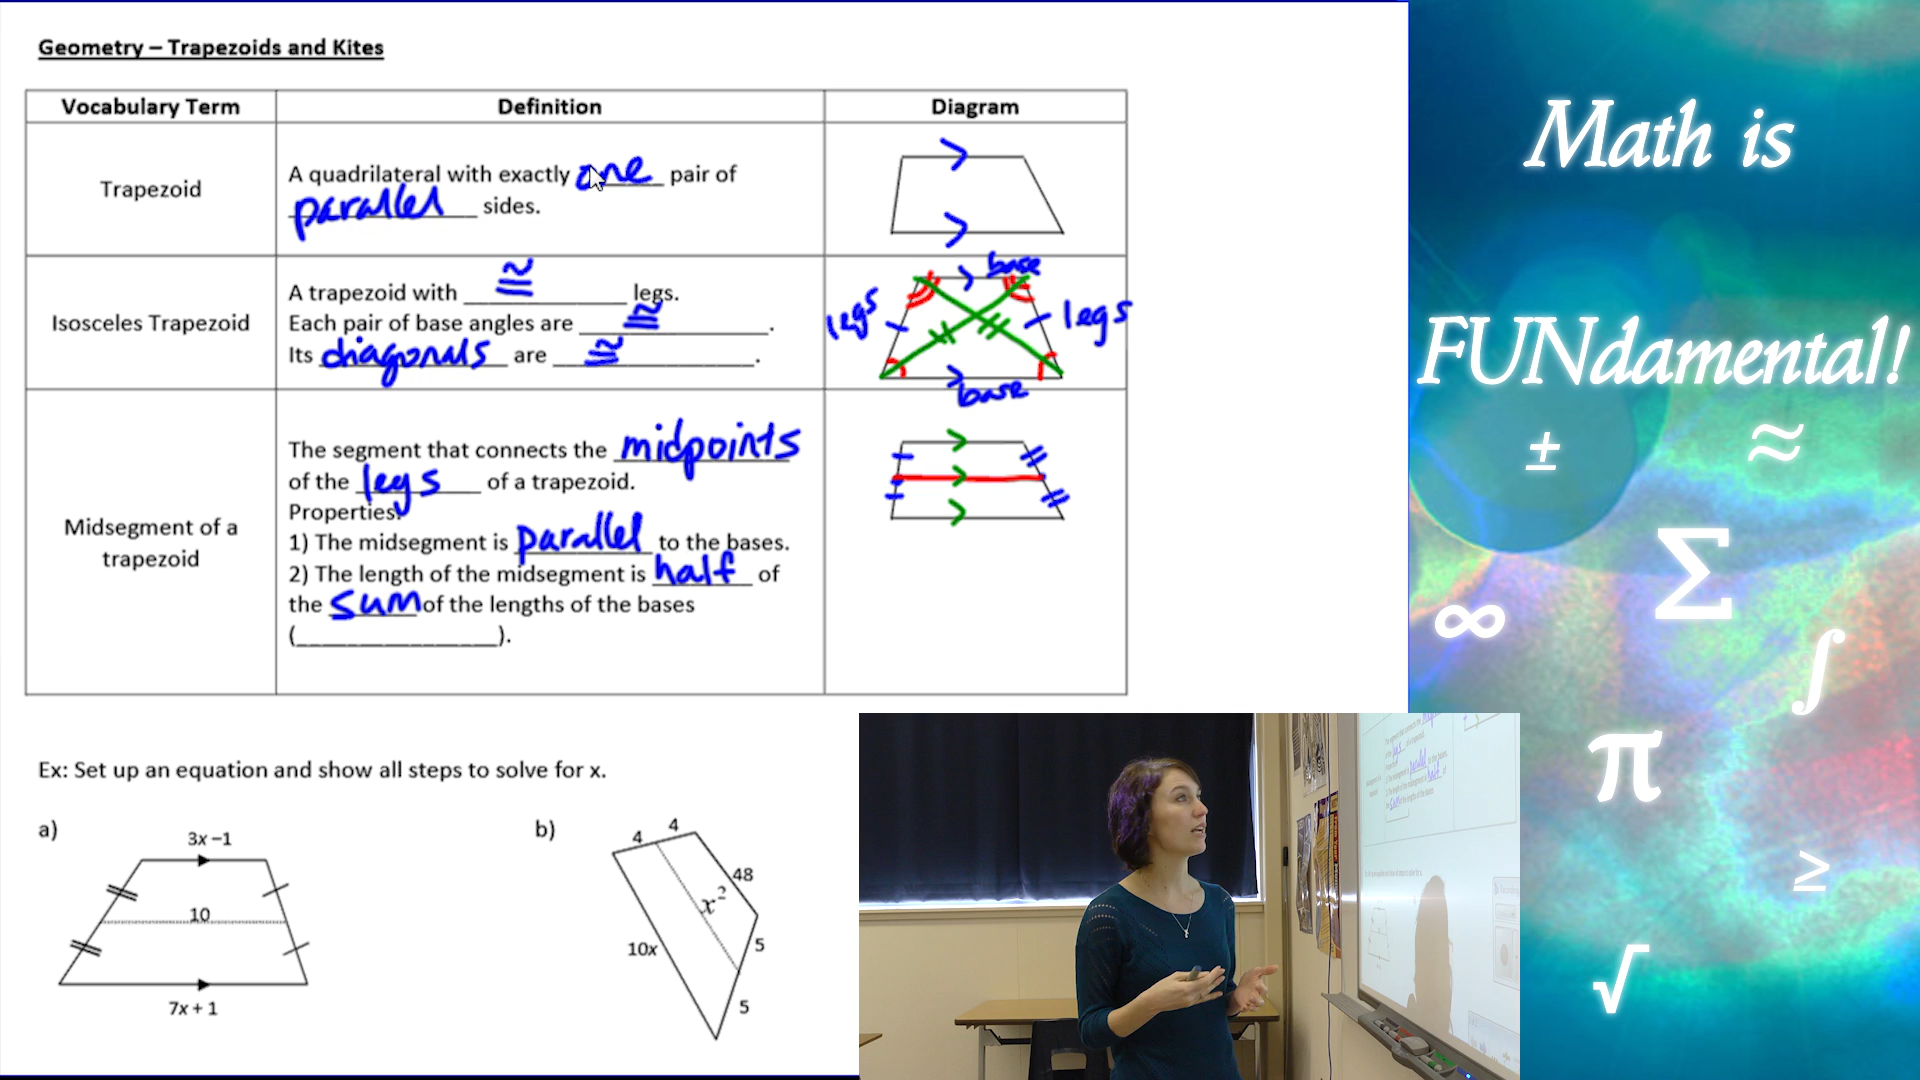 Geometry – Trapezoids and Kites
Vocabulary Term
Definition
Diagram
Trapezoid
A quadrilateral with exactly one pair of
parallel sides.
Isosceles Trapezoid
A trapezoid with ≅ legs.
Each pair of base angles are ≅.
Its diagonals are ≅.
base
legs
legs
base
Midsegment of a
trapezoid
The segment that connects the midpoints
of the legs of a trapezoid.
Properties:
1) The midsegment is parallel to the bases.
2) The length of the midsegment is half of
the sum of the lengths of the bases
(_________________).
Ex: Set up an equation and show all steps to solve for x.
a)
3x –1
10
7x + 1
b)
4
4
48
x²
10x
5
5
Math is
FUNdamental!
±
≈
Σ
∞
∫
π
≥
√